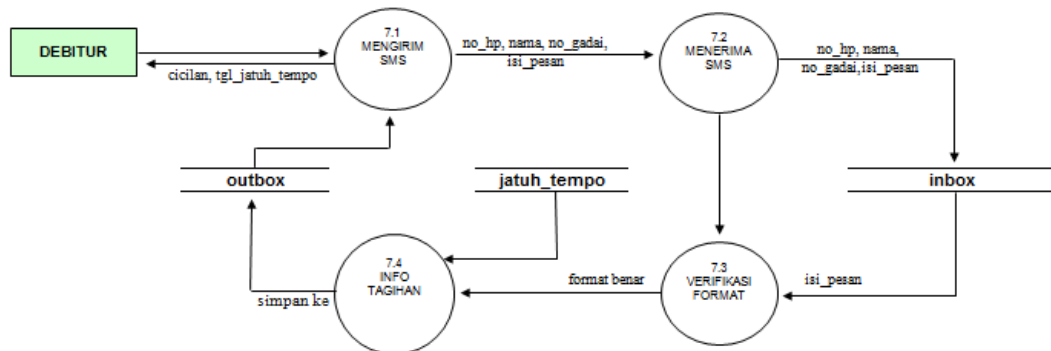 DEBITUR
cicilan, tgl_jatuh_tempo
7.1
MENGIRIM
SMS
no_hp, nama, no_gadai,
isi_pesan
7.2
MENERIMA
SMS
no_hp, nama,
no_gadai,isi_pesan
outbox
jatuh_tempo
inbox
7.4
INFO
TAGIHAN
simpan ke
format benar
7.3
VERIFIKASI
FORMAT
isi_pesan